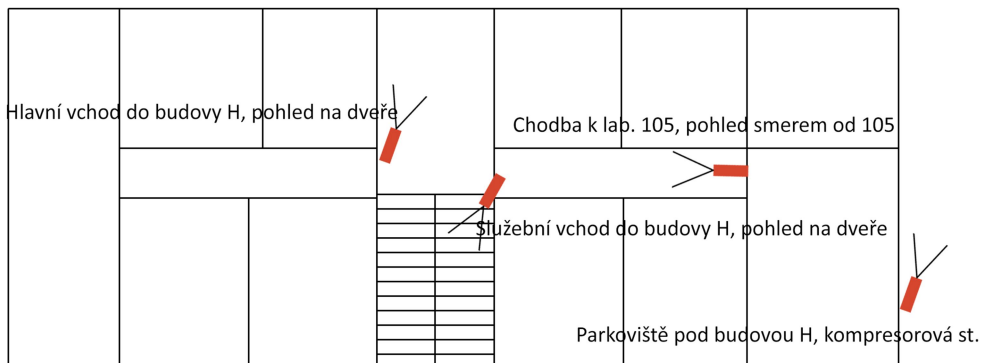 Hlavní vchod do budovy H, pohled na dveře
Chodba k lab. 105, pohled smerem od 105
Služební vchod do budovy H, pohled na dveře
Parkoviště pod budovou H, kompresorová st.